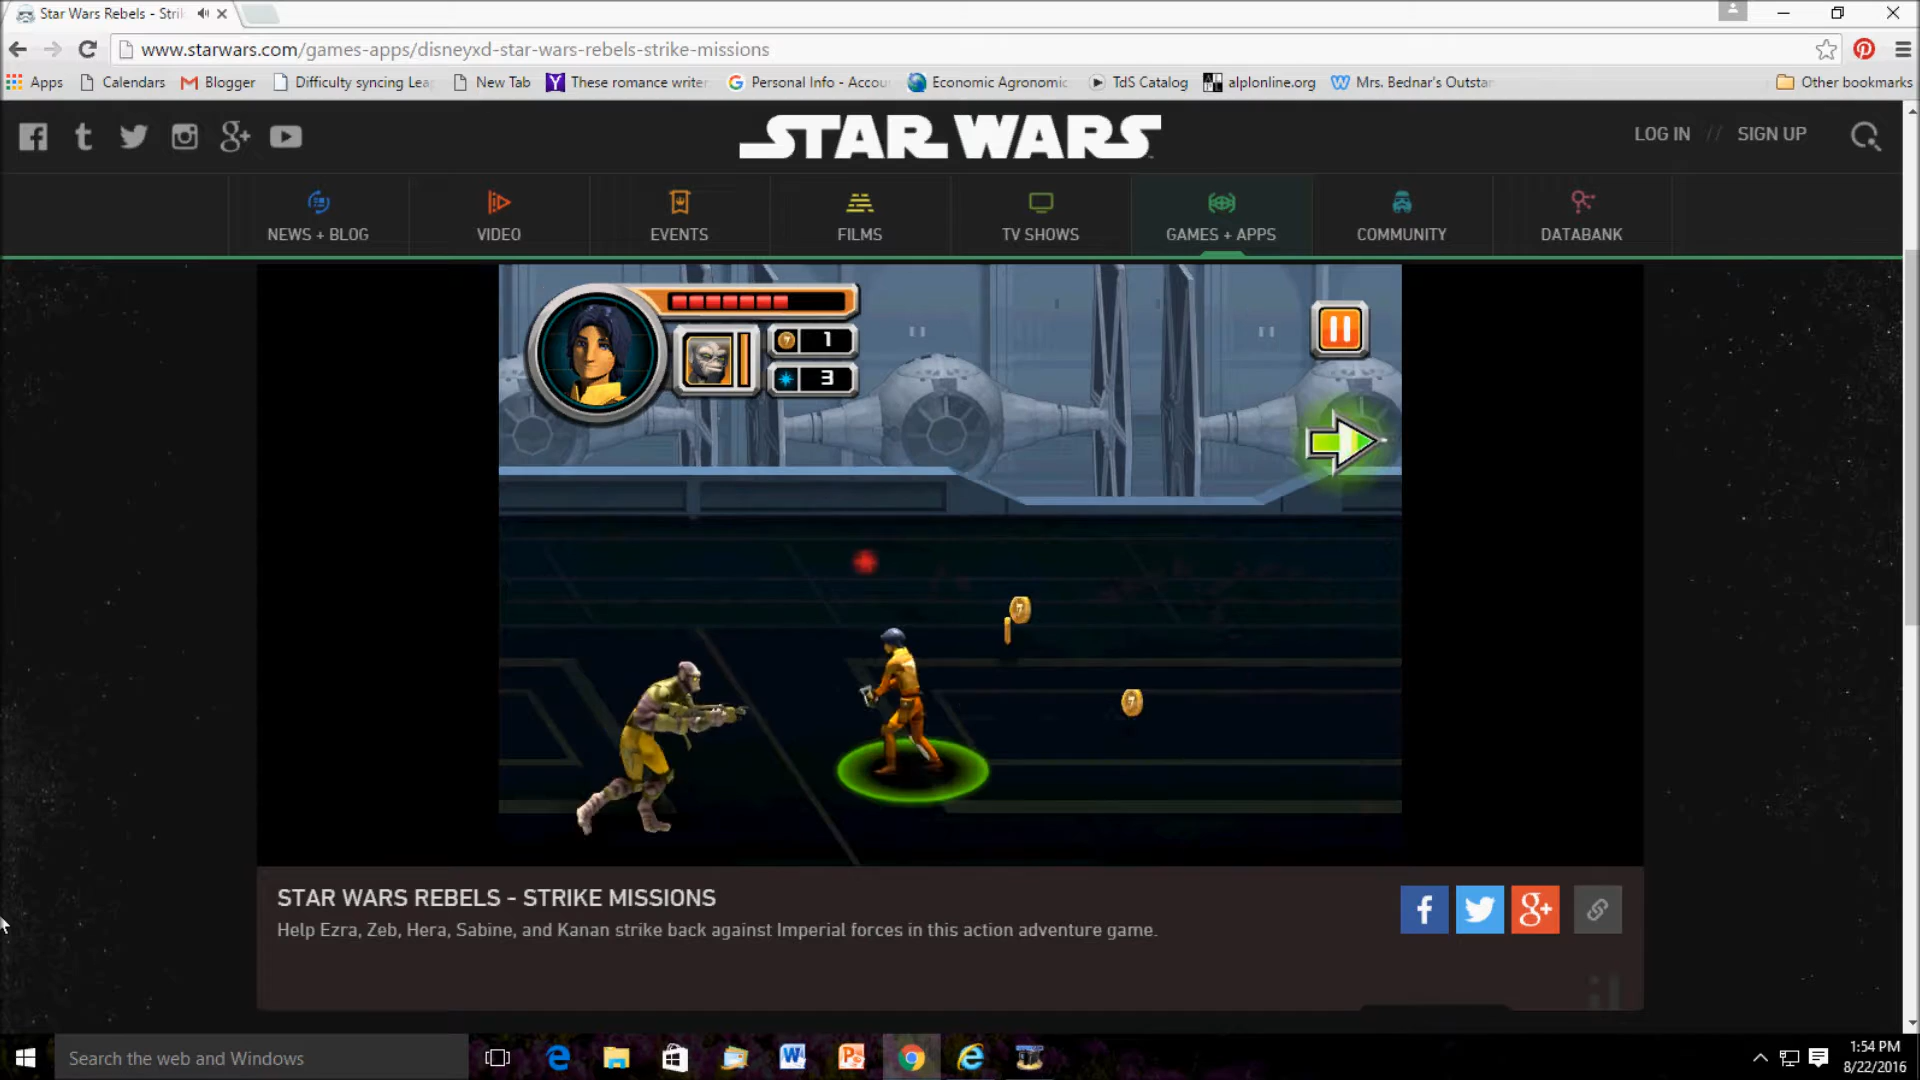 Star Wars Rebels - Stri
www.starwars.com/games-apps/disneyxd-star-wars-rebels-strike-missions
Apps Calendars Blogger Difficulty syncing Lea New Tab These romance writer Personal Info - Accou Economic Agronomic TdS Catalog alplonline.org Mrs. Bednar's Outsta Other bookmarks
STAR WARS
LOG IN // SIGN UP
NEWS + BLOG VIDEO EVENTS FILMS TV SHOWS GAMES + APPS COMMUNITY DATABANK
1
3
STAR WARS REBELS - STRIKE MISSIONS
Help Ezra, Zeb, Hera, Sabine, and Kanan strike back against Imperial forces in this action adventure game.
Search the web and Windows
1:54 PM
8/22/2016